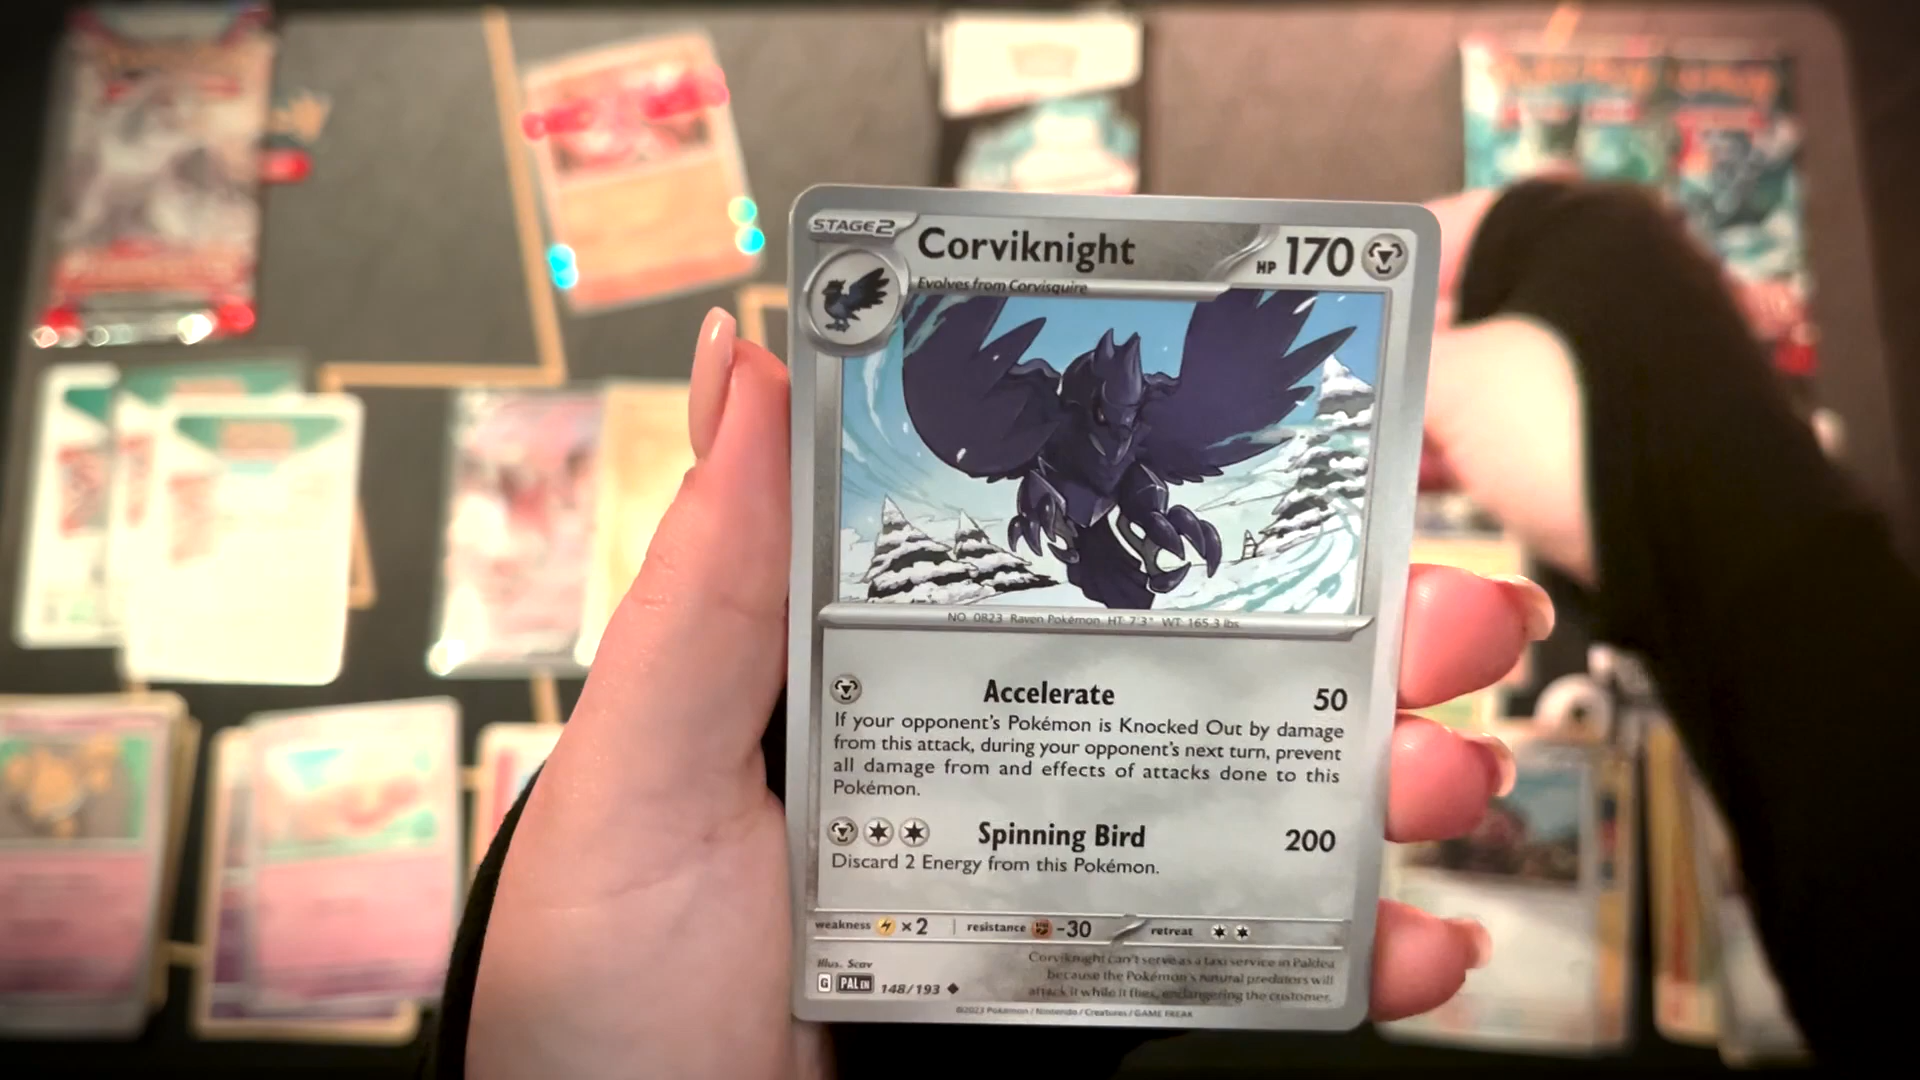 STAGE2
Corviknight
HP 170
Evolves from Corvisquire
NO. 0823 Raven Pokémon HT: 7'3" WT: 165.3 lbs.
Accelerate 50
If your opponent's Pokémon is Knocked Out by damage
from this attack, during your opponent's next turn, prevent
all damage from and effects of attacks done to this
Pokémon.
Spinning Bird 200
Discard 2 Energy from this Pokémon.
weakness ×2 resistance -30 retreat
Illus. Scav
G PAL EN 148/193
Corviknight can't serve as a taxi service in Paldea
because the Pokémon's natural predators will
attack it while it flies, endangering the customer.
©2023 Pokémon / Nintendo / Creatures / GAME FREAK